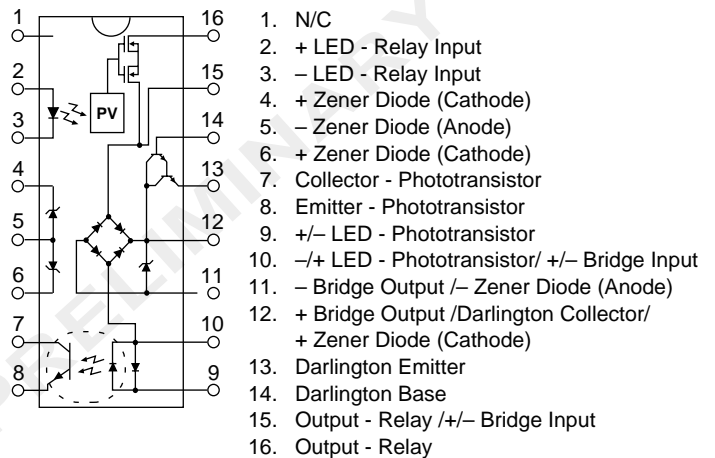 1
2
3
4
5
6
7
8
16
15
14
13
12
11
10
9
PV
PRELIMINARY
1. N/C
2. + LED - Relay Input
3. – LED - Relay Input
4. + Zener Diode (Cathode)
5. – Zener Diode (Anode)
6. + Zener Diode (Cathode)
7. Collector - Phototransistor
8. Emitter - Phototransistor
9. +/– LED - Phototransistor
10. –/+ LED - Phototransistor/ +/– Bridge Input
11. – Bridge Output /– Zener Diode (Anode)
12. + Bridge Output /Darlington Collector/
+ Zener Diode (Cathode)
13. Darlington Emitter
14. Darlington Base
15. Output - Relay /+/– Bridge Input
16. Output - Relay